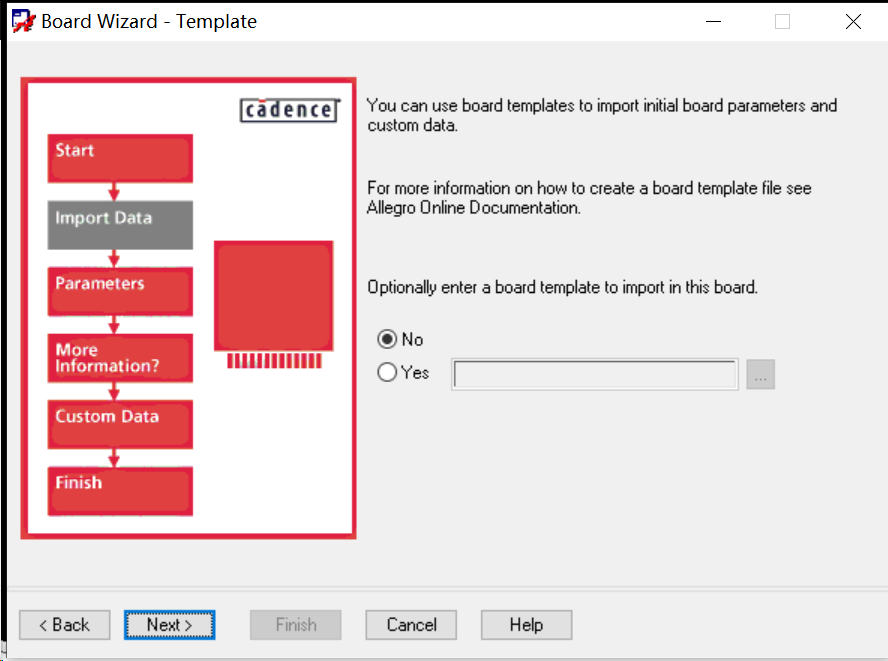 Board Wizard - Template
cādence
You can use board templates to import initial board parameters and
custom data.
Start
For more information on how to create a board template file see
Allegro Online Documentation.
Import Data
Parameters
Optionally enter a board template to import in this board.
No
More
Information?
Yes
...
Custom Data
Finish
< Back
Next >
Finish
Cancel
Help